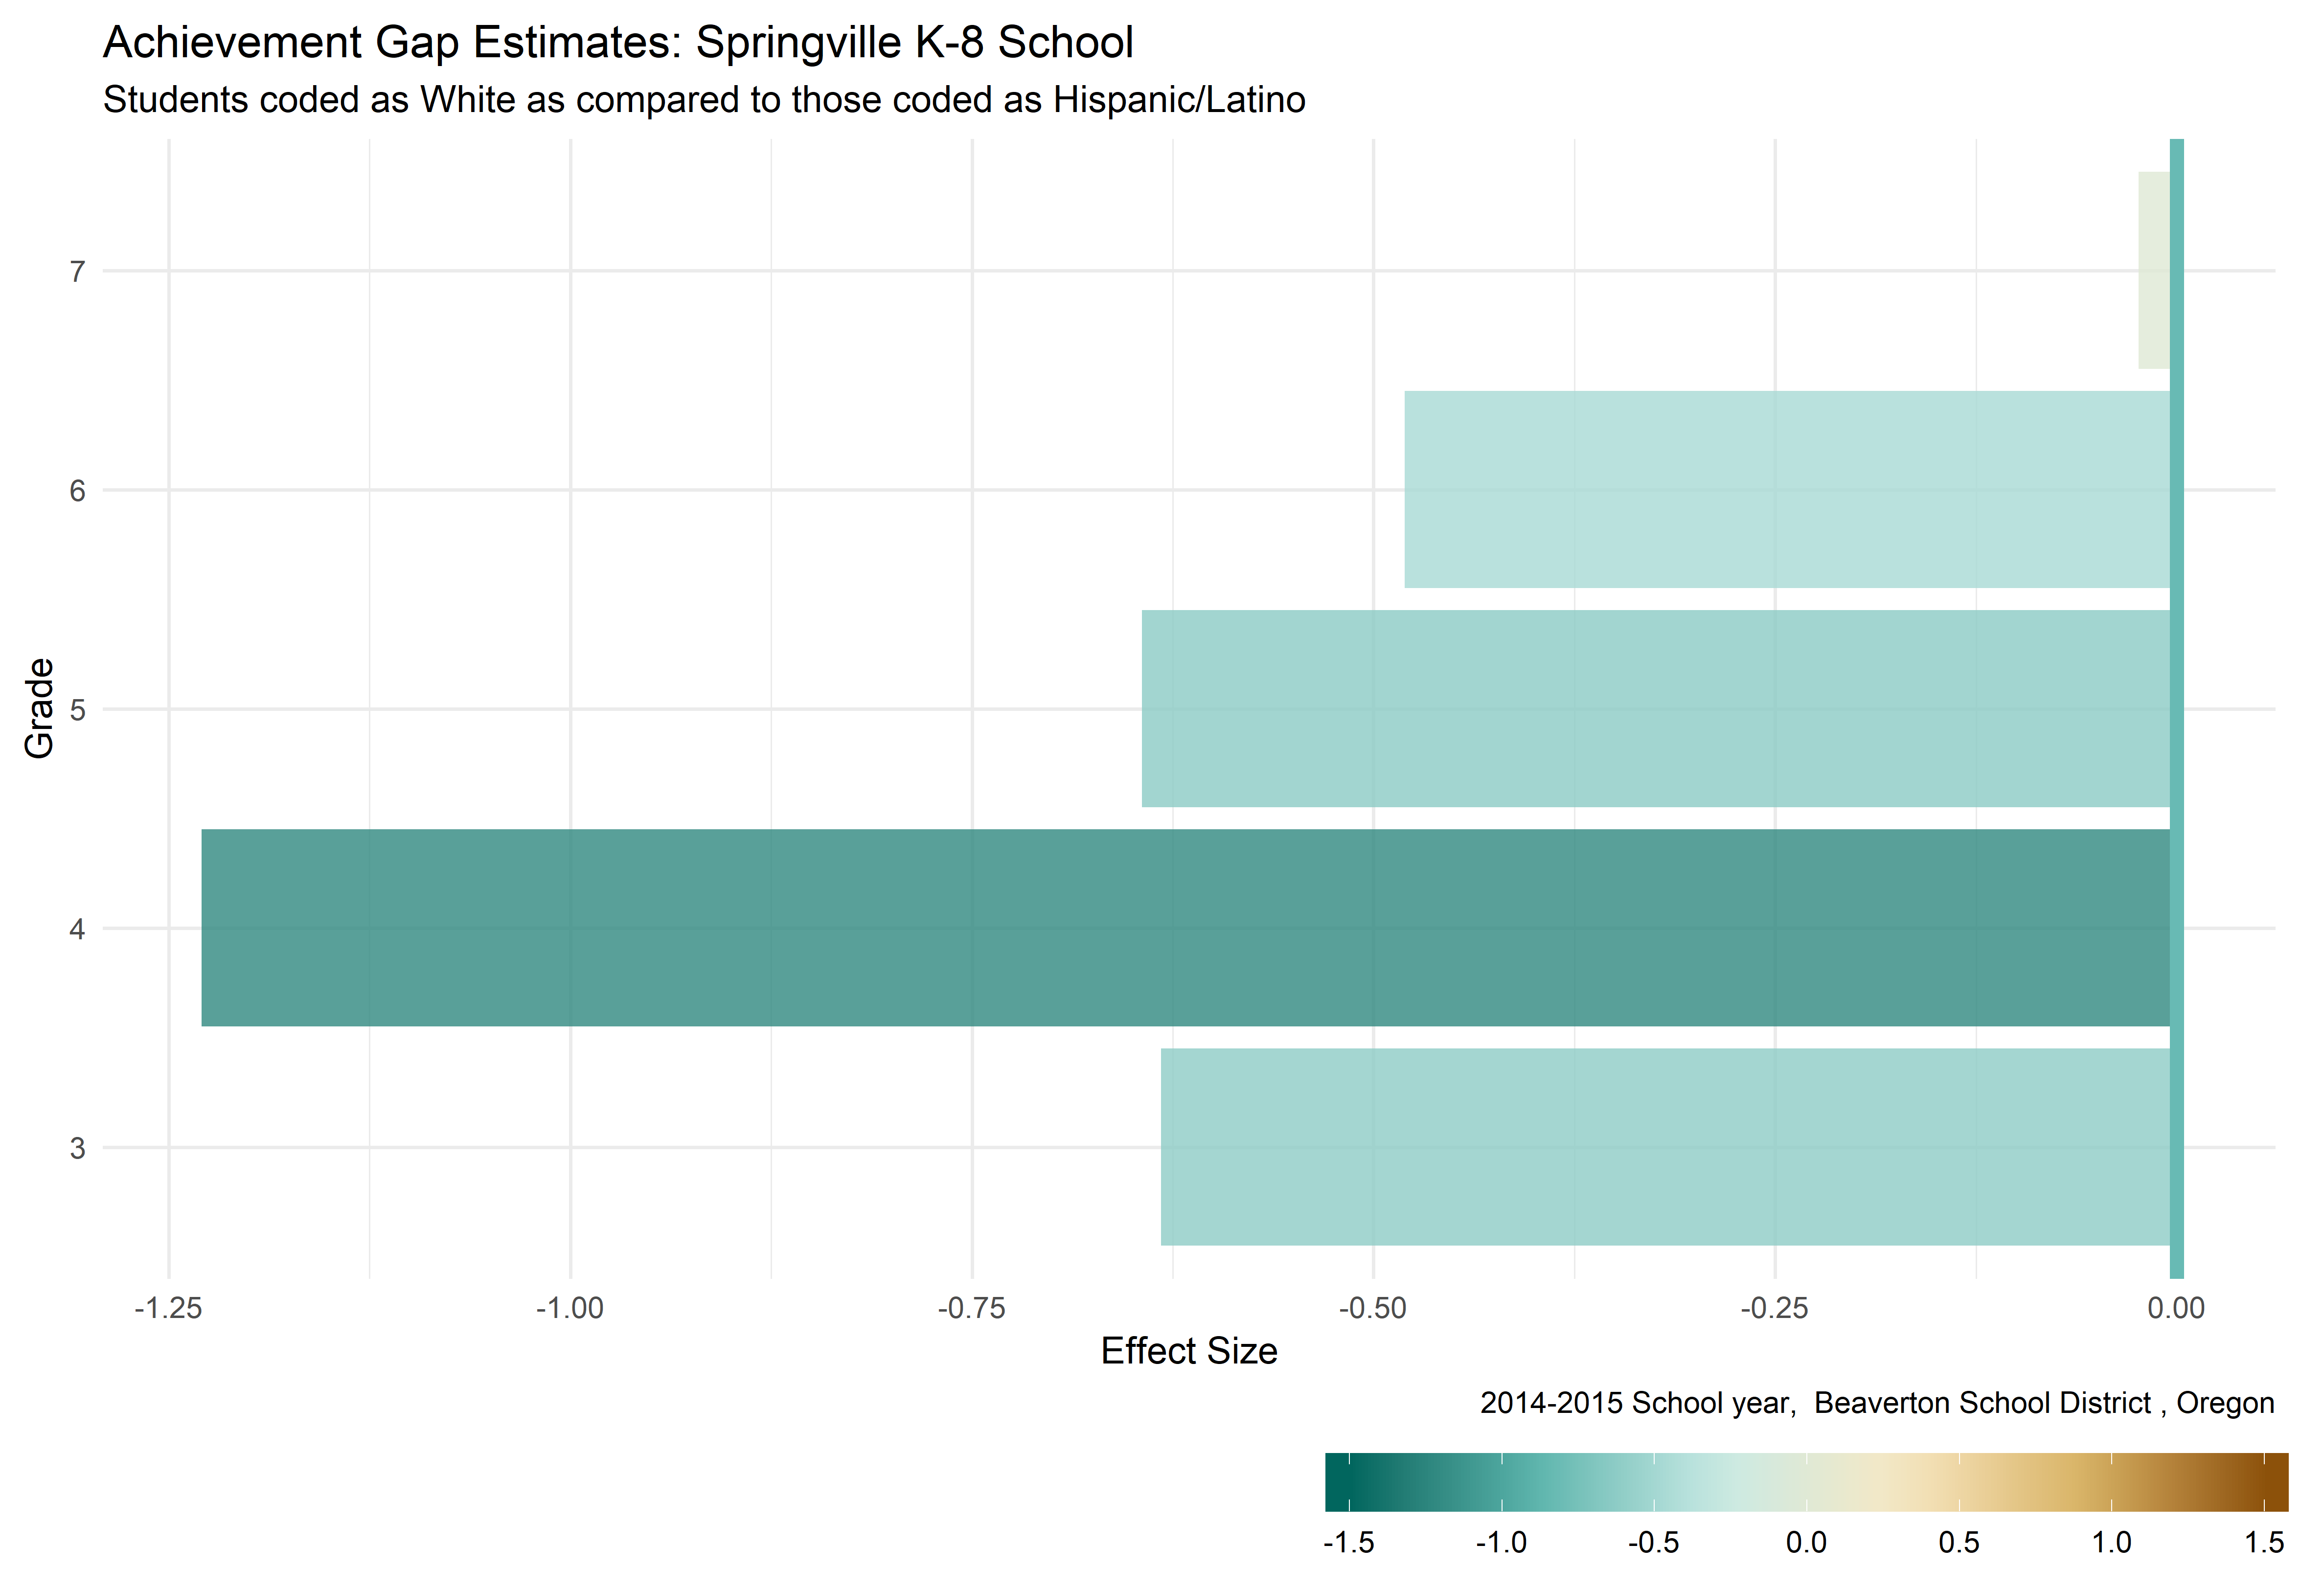 Achievement Gap Estimates: Springville K-8 School
Students coded as White as compared to those coded as Hispanic/Latino
Grade
7
6
5
4
3
-1.25 -1.00 -0.75 -0.50 -0.25 0.00
Effect Size
2014-2015 School year,  Beaverton School District , Oregon
-1.5 -1.0 -0.5 0.0 0.5 1.0 1.5